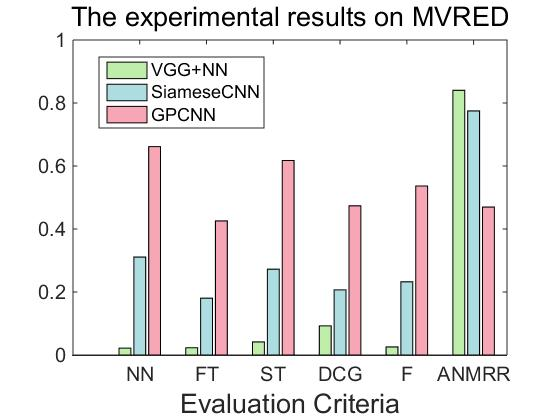 The experimental results on MVRED
1
0.8
0.6
0.4
0.2
0
VGG+NN
SiameseCNN
GPCNN
NN FT ST DCG F ANMRR
Evaluation Criteria